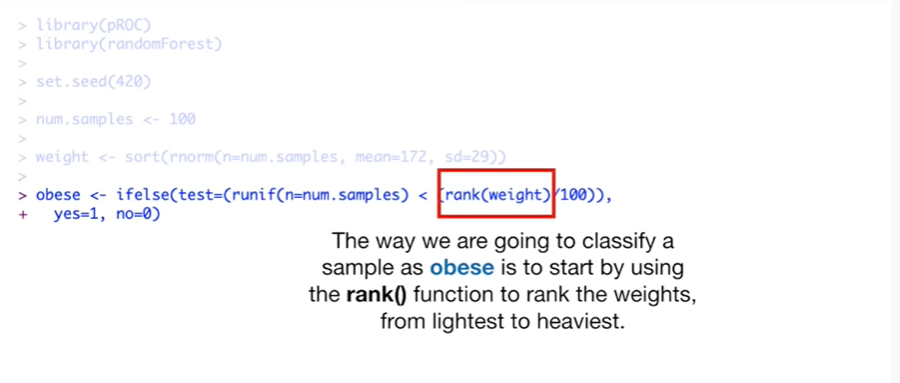 > library(pROC)
> library(randomForest)
>
> set.seed(420)
>
> num.samples <- 100
>
> weight <- sort(rnorm(n=num.samples, mean=172, sd=29))
>
> obese <- ifelse(test=(runif(n=num.samples) < (rank(weight)/100)),
+ yes=1, no=0)
The way we are going to classify a
sample as obese is to start by using
the rank() function to rank the weights,
from lightest to heaviest.